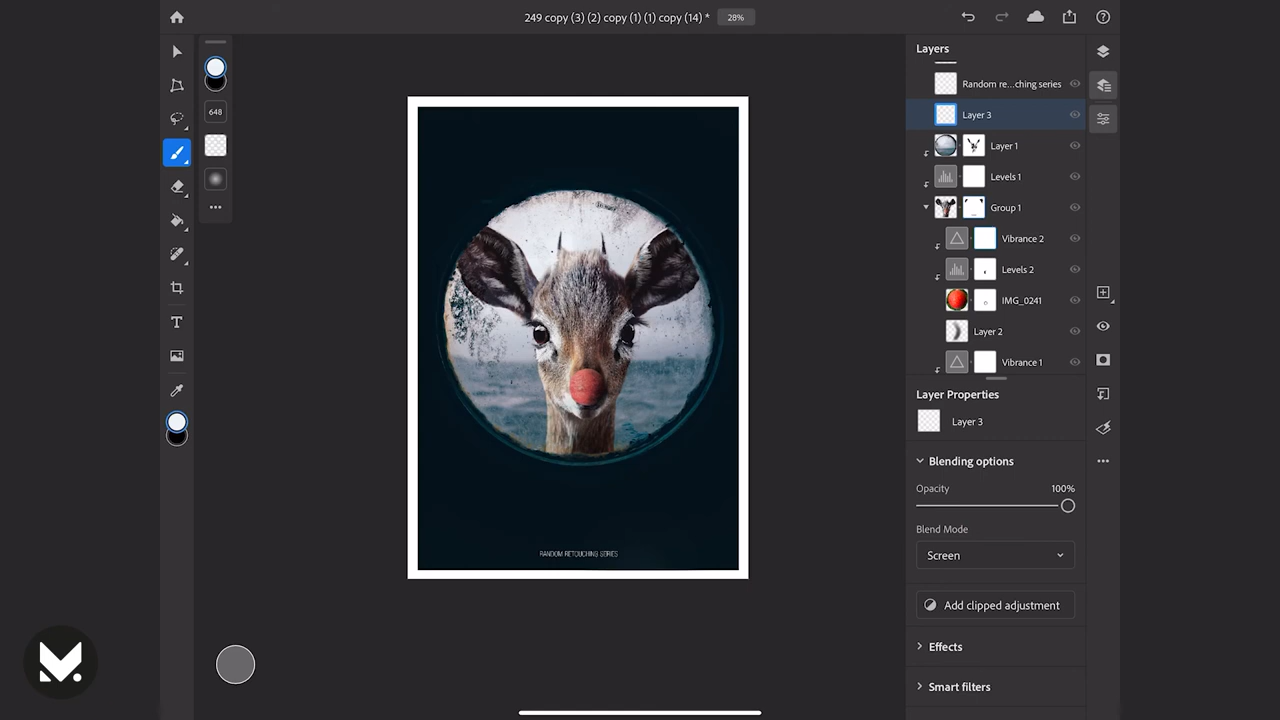 249 copy (3) (2) copy (1) (1) copy (14) *
28%
648
Layers
Random re...ching series
Layer 3
Layer 1
Levels 1
Group 1
Vibrance 2
Levels 2
IMG_0241
Layer 2
Vibrance 1
Layer Properties
Layer 3
Blending options
Opacity
100%
Blend Mode
Screen
Add clipped adjustment
Effects
Smart filters
RANDOM RETOUCHING SERIES